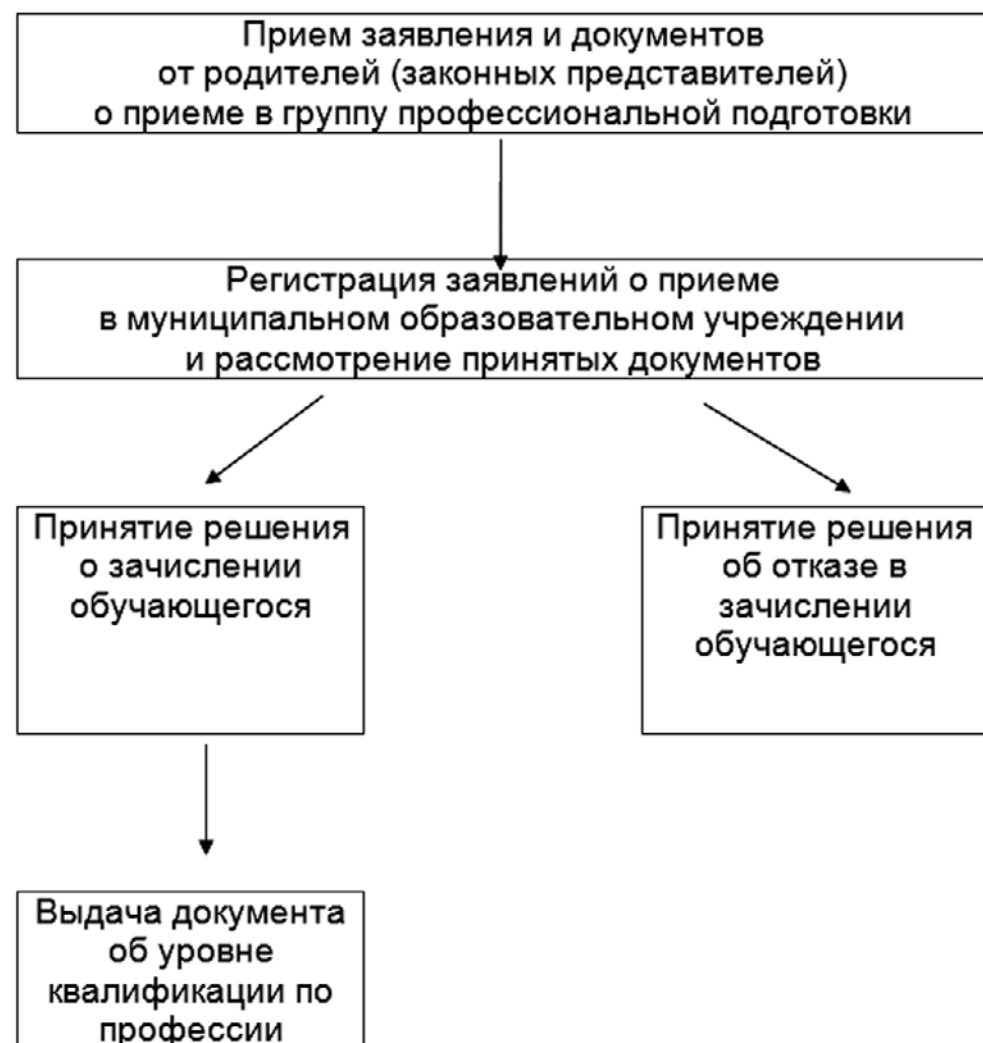 Прием заявления и документов
от родителей (законных представителей)
о приеме в группу профессиональной подготовки
Регистрация заявлений о приеме
в муниципальном образовательном учреждении
и рассмотрение принятых документов
Принятие решения
о зачислении
обучающегося
Принятие решения
об отказе в
зачислении
обучающегося
Выдача документа
об уровне
квалификации по
профессии